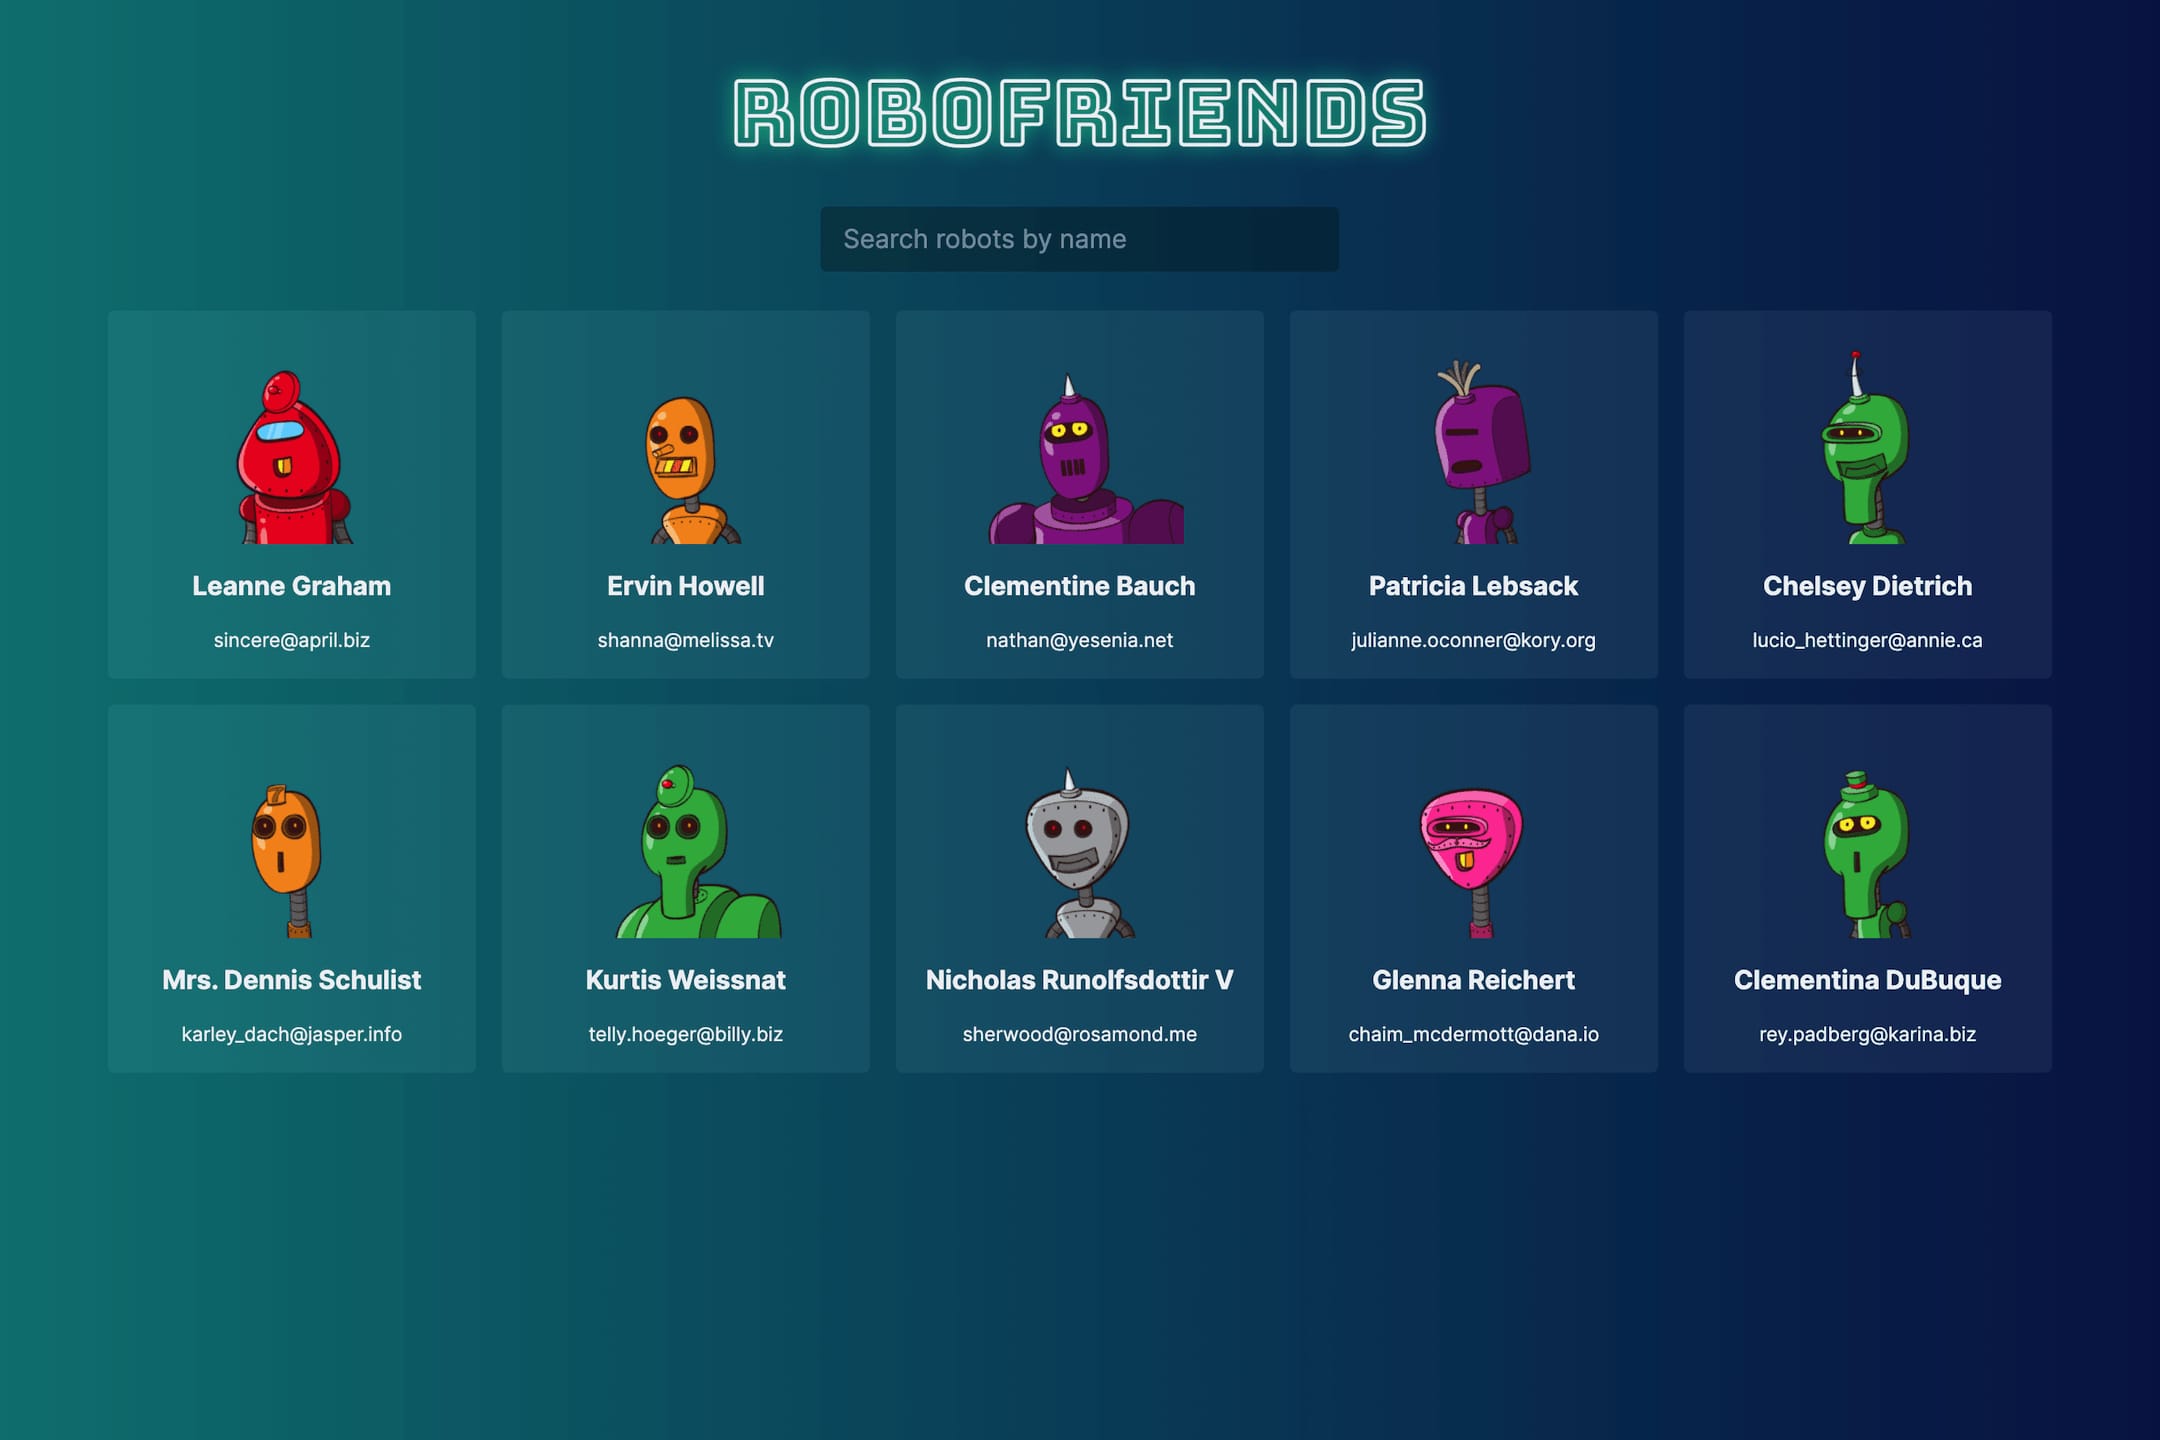 ROBOFRIENDS
Search robots by name
Leanne Graham
sincere@april.biz
Ervin Howell
shanna@melissa.tv
Clementine Bauch
nathan@yesenia.net
Patricia Lebsack
julianne.oconner@kory.org
Chelsey Dietrich
lucio_hettinger@annie.ca
Mrs. Dennis Schulist
karley_dach@jasper.info
Kurtis Weissnat
telly.hoeger@billy.biz
Nicholas Runolfsdottir V
sherwood@rosamond.me
Glenna Reichert
chaim_mcdermott@dana.io
Clementina DuBuque
rey.padberg@karina.biz